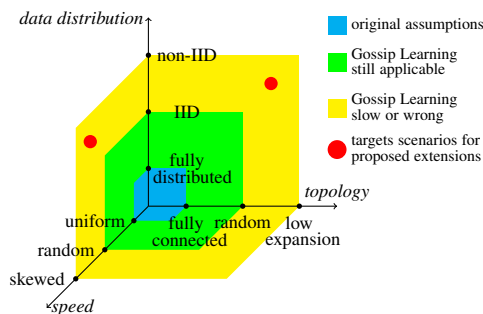 data distribution
original assumptions
Gossip Learning
still applicable
Gossip Learning
slow or wrong
targets scenarios for
proposed extensions
non-IID
IID
fully
distributed
topology
uniform
fully
connected
random
low
expansion
random
skewed
speed